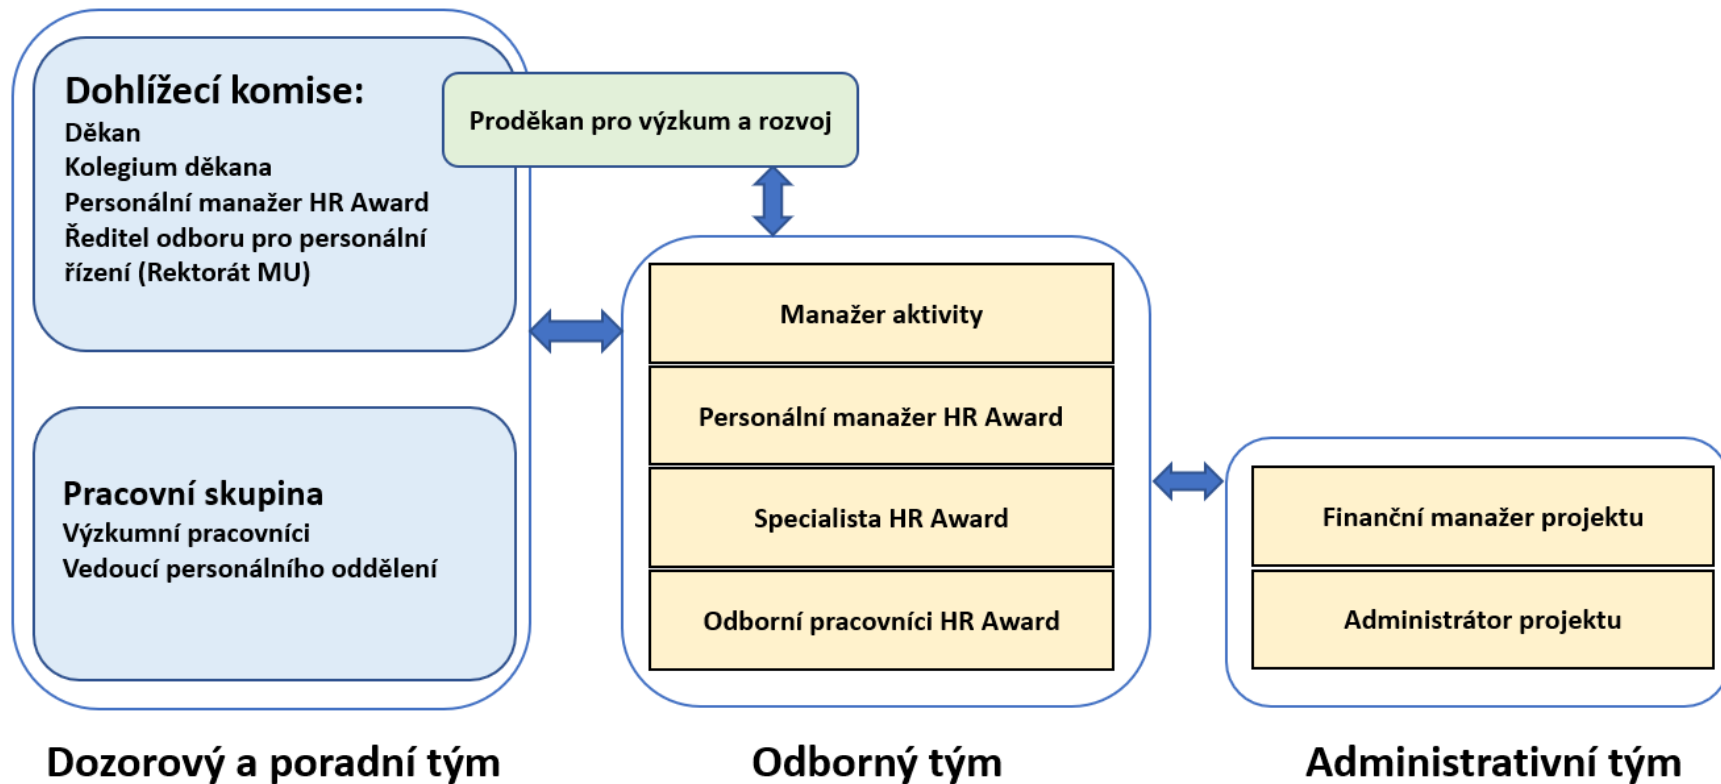 Dohlížecí komise:
Děkan
Kolegium děkana
Personální manažer HR Award
Ředitel odboru pro personální
řízení (Rektorát MU)
Proděkan pro výzkum a rozvoj
Pracovní skupina
Výzkumní pracovníci
Vedoucí personálního oddělení
Manažer aktivity
Personální manažer HR Award
Specialista HR Award
Odborní pracovníci HR Award
Finanční manažer projektu
Administrátor projektu
Dozorový a poradní tým
Odborný tým
Administrativní tým